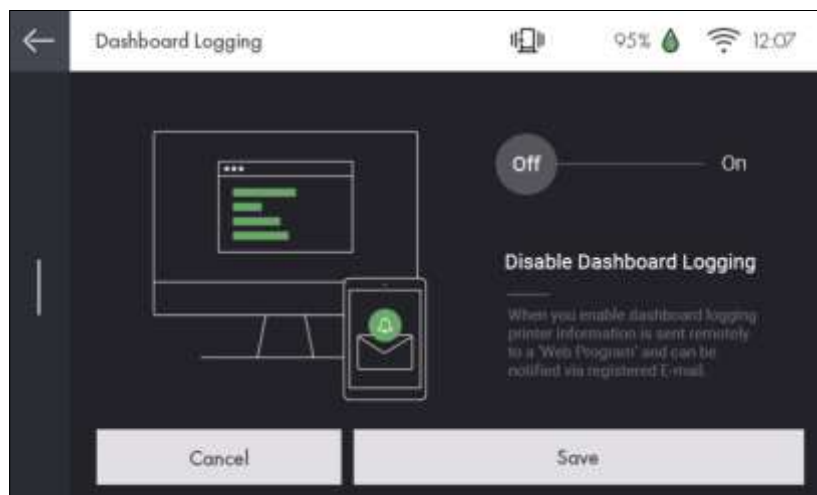 Dashboard Logging
95%
12:07
Off
On
Disable Dashboard Logging
When you enable dashboard logging
printer information is sent remotely
to a 'Web Program' and can be
notified via registered E-mail.
Cancel
Save